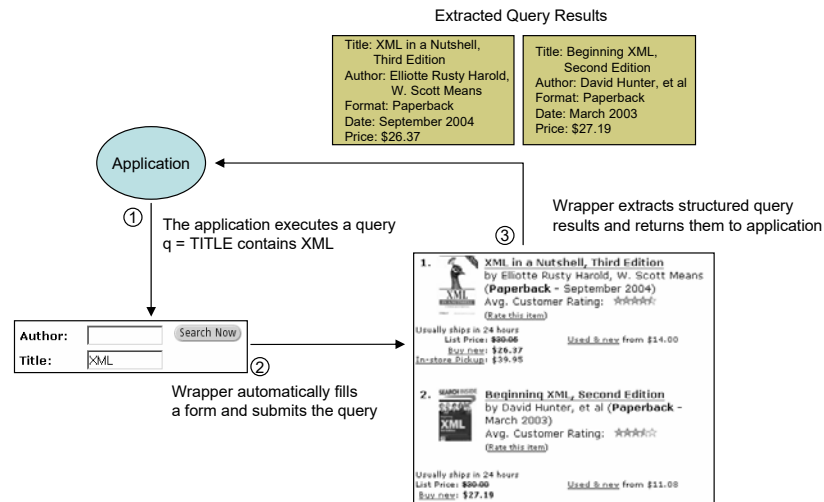 Extracted Query Results
Title: XML in a Nutshell,
Third Edition
Author: Elliotte Rusty Harold,
W. Scott Means
Format: Paperback
Date: September 2004
Price: $26.37
Title: Beginning XML,
Second Edition
Author: David Hunter, et al
Format: Paperback
Date: March 2003
Price: $27.19
Application
1
The application executes a query
q = TITLE contains XML
Wrapper extracts structured query
results and returns them to application
3
Author:
Search Now
Title: XML
2
Wrapper automatically fills
a form and submits the query
1. XML in a Nutshell, Third Edition
by Elliotte Rusty Harold, W. Scott Means
(Paperback - September 2004)
Avg. Customer Rating:
(Rate this item)
XML
Usually ships in 24 hours
List Price:
Used & new from $14.00
Buy new: $26.37
In-store Pickup: $39.95
2. Beginning XML, Second Edition
by David Hunter, et al (Paperback -
March 2003)
Avg. Customer Rating:
(Rate this item)
XML
Usually ships in 24 hours
List Price:
Used & new from $11.08
Buy new: $27.19